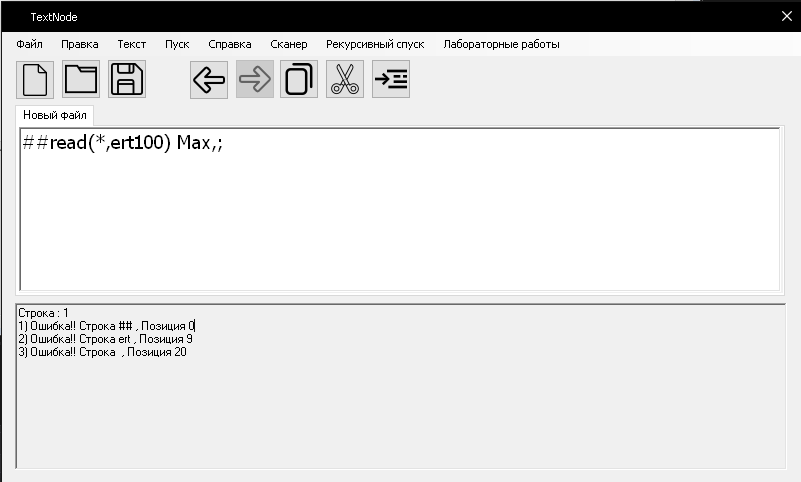 TextNode
Файл Правка Текст Пуск Справка Сканер Рекурсивный спуск Лабораторные работы
Новый файл
##read(*,ert100) Max,;
Строка : 1
1) Ошибка!! Строка ## , Позиция 0
2) Ошибка!! Строка ert , Позиция 9
3) Ошибка!! Строка  , Позиция 20